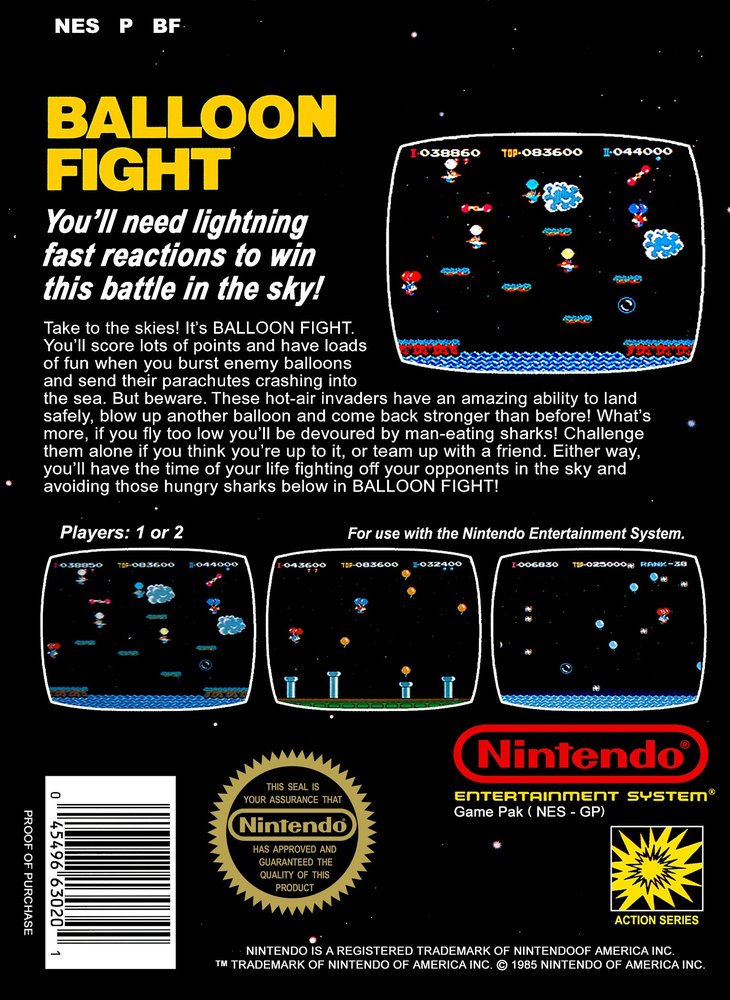 NES P BF
BALLOON
FIGHT
You'll need lightning
fast reactions to win
this battle in the sky!
I-038860 TOP-083600 II-044000
Take to the skies! It's BALLOON FIGHT.
You'll score lots of points and have loads
of fun when you burst enemy balloons
and send their parachutes crashing into
the sea. But beware. These hot-air invaders have an amazing ability to land
safely, blow up another balloon and come back stronger than before! What's
more, if you fly too low you'll be devoured by man-eating sharks! Challenge
them alone if you think you're up to it, or team up with a friend. Either way,
you'll have the time of your life fighting off your opponents in the sky and
avoiding those hungry sharks below in BALLOON FIGHT!
Players: 1 or 2
For use with the Nintendo Entertainment System.
I-038850 TOP-083600 II-044000
I-043600 TOP-083600 II-032400
I-006830 TOP-025000 RANK-38
Nintendo®
ENTERTAINMENT SYSTEM®
Game Pak ( NES - GP)
PROOF OF PURCHASE
0 45496 63020 1
THIS SEAL IS
YOUR ASSURANCE THAT
Nintendo
HAS APPROVED AND
GUARANTEED THE
QUALITY OF THIS
PRODUCT
ACTION SERIES
NINTENDO IS A REGISTERED TRADEMARK OF NINTENDOOF AMERICA INC.
™ TRADEMARK OF NINTENDO OF AMERICA INC. © 1985 NINTENDO OF AMERICA INC.